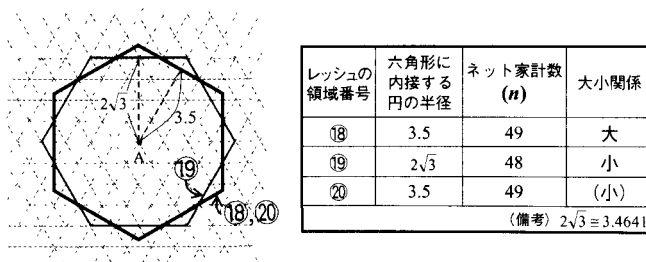 2√3
3.5
A
⑲
⑱,⑳
レッシュの領域番号 六角形に内接する円の半径 ネット家計数(n) 大小関係
⑱ 3.5 49 大
⑲ 2√3 48 小
⑳ 3.5 49 (小)
(備考) 2√3≅3.4641